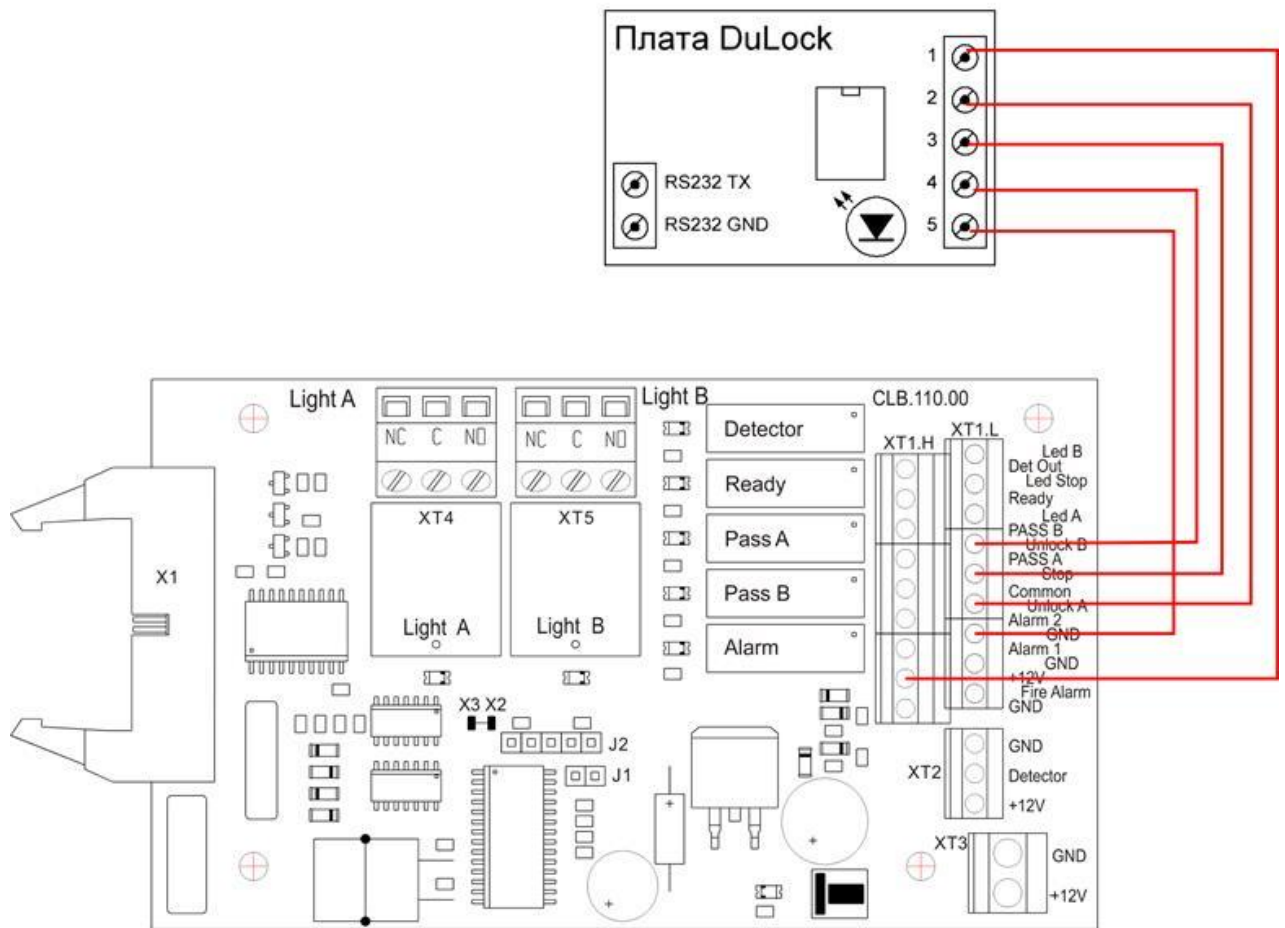 Плата DuLock
1
2
3
4
5
RS232 TX
RS232 GND
Light A
Light B
CLB.110.00
NC C NO
NC C NO
XT4
XT5
Light A
Light B
X1
Detector
Ready
Pass A
Pass B
Alarm
XT1.H
XT1.L
Led B
Det Out
Led Stop
Ready
Led A
PASS B
Unlock B
PASS A
Stop
Common
Unlock A
Alarm 2
GND
Alarm 1
GND
+12V
Fire Alarm
GND
X3 X2
J2
J1
XT2
GND
Detector
+12V
XT3
GND
+12V
+
+
+